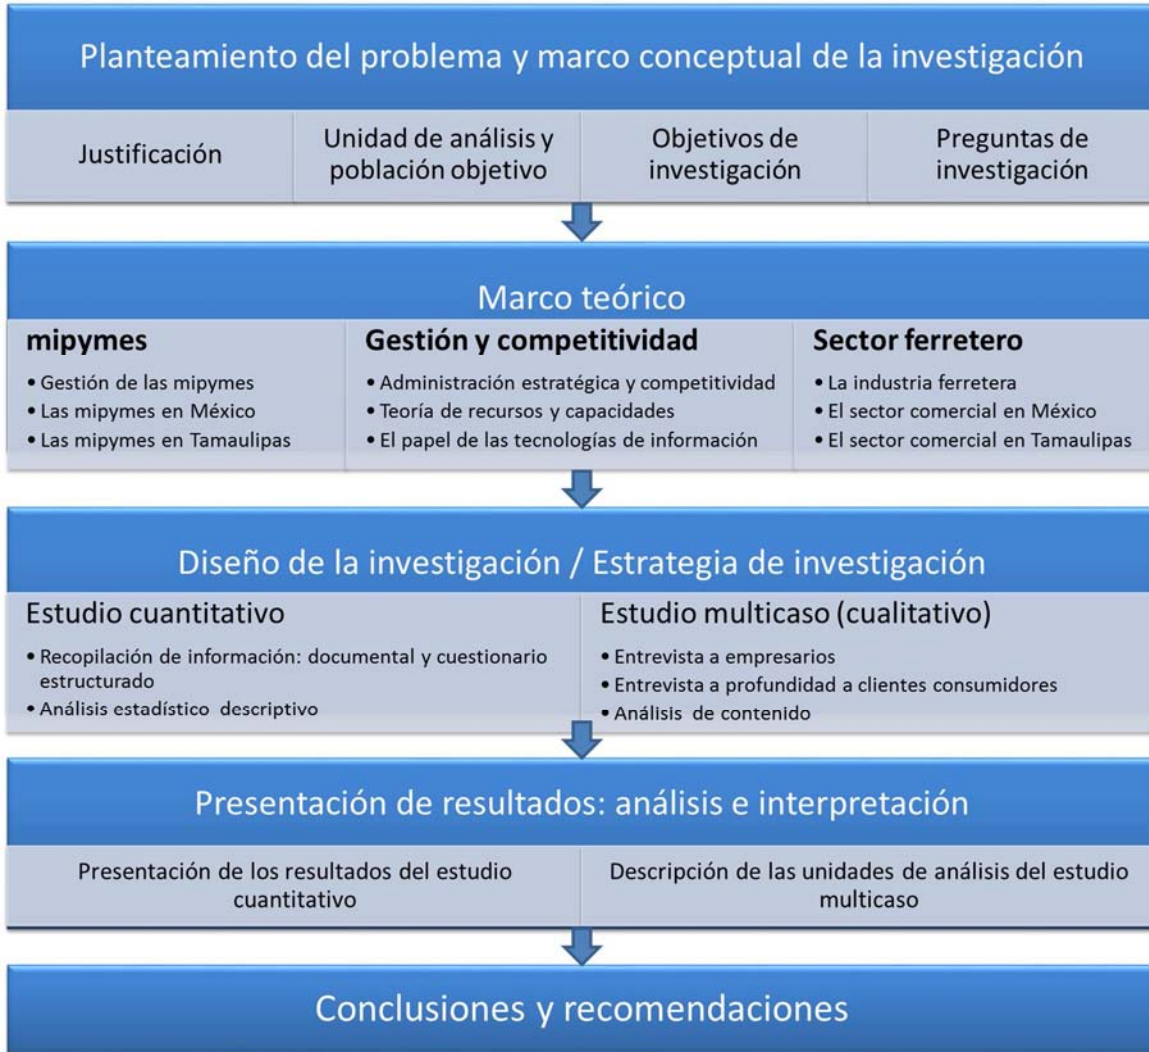 Planteamiento del problema y marco conceptual de la investigación
Justificación
Unidad de análisis y
población objetivo
Objetivos de
investigación
Preguntas de
investigación
Marco teórico
mipymes
• Gestión de las mipymes
• Las mipymes en México
• Las mipymes en Tamaulipas
Gestión y competitividad
• Administración estratégica y competitividad
• Teoría de recursos y capacidades
• El papel de las tecnologías de información
Sector ferretero
• La industria ferretera
• El sector comercial en México
• El sector comercial en Tamaulipas
Diseño de la investigación / Estrategia de investigación
Estudio cuantitativo
• Recopilación de información: documental y cuestionario
estructurado
• Análisis estadístico descriptivo
Estudio multicaso (cualitativo)
• Entrevista a empresarios
• Entrevista a profundidad a clientes consumidores
• Análisis de contenido
Presentación de resultados: análisis e interpretación
Presentación de los resultados del estudio
cuantitativo
Descripción de las unidades de análisis del estudio
multicaso
Conclusiones y recomendaciones